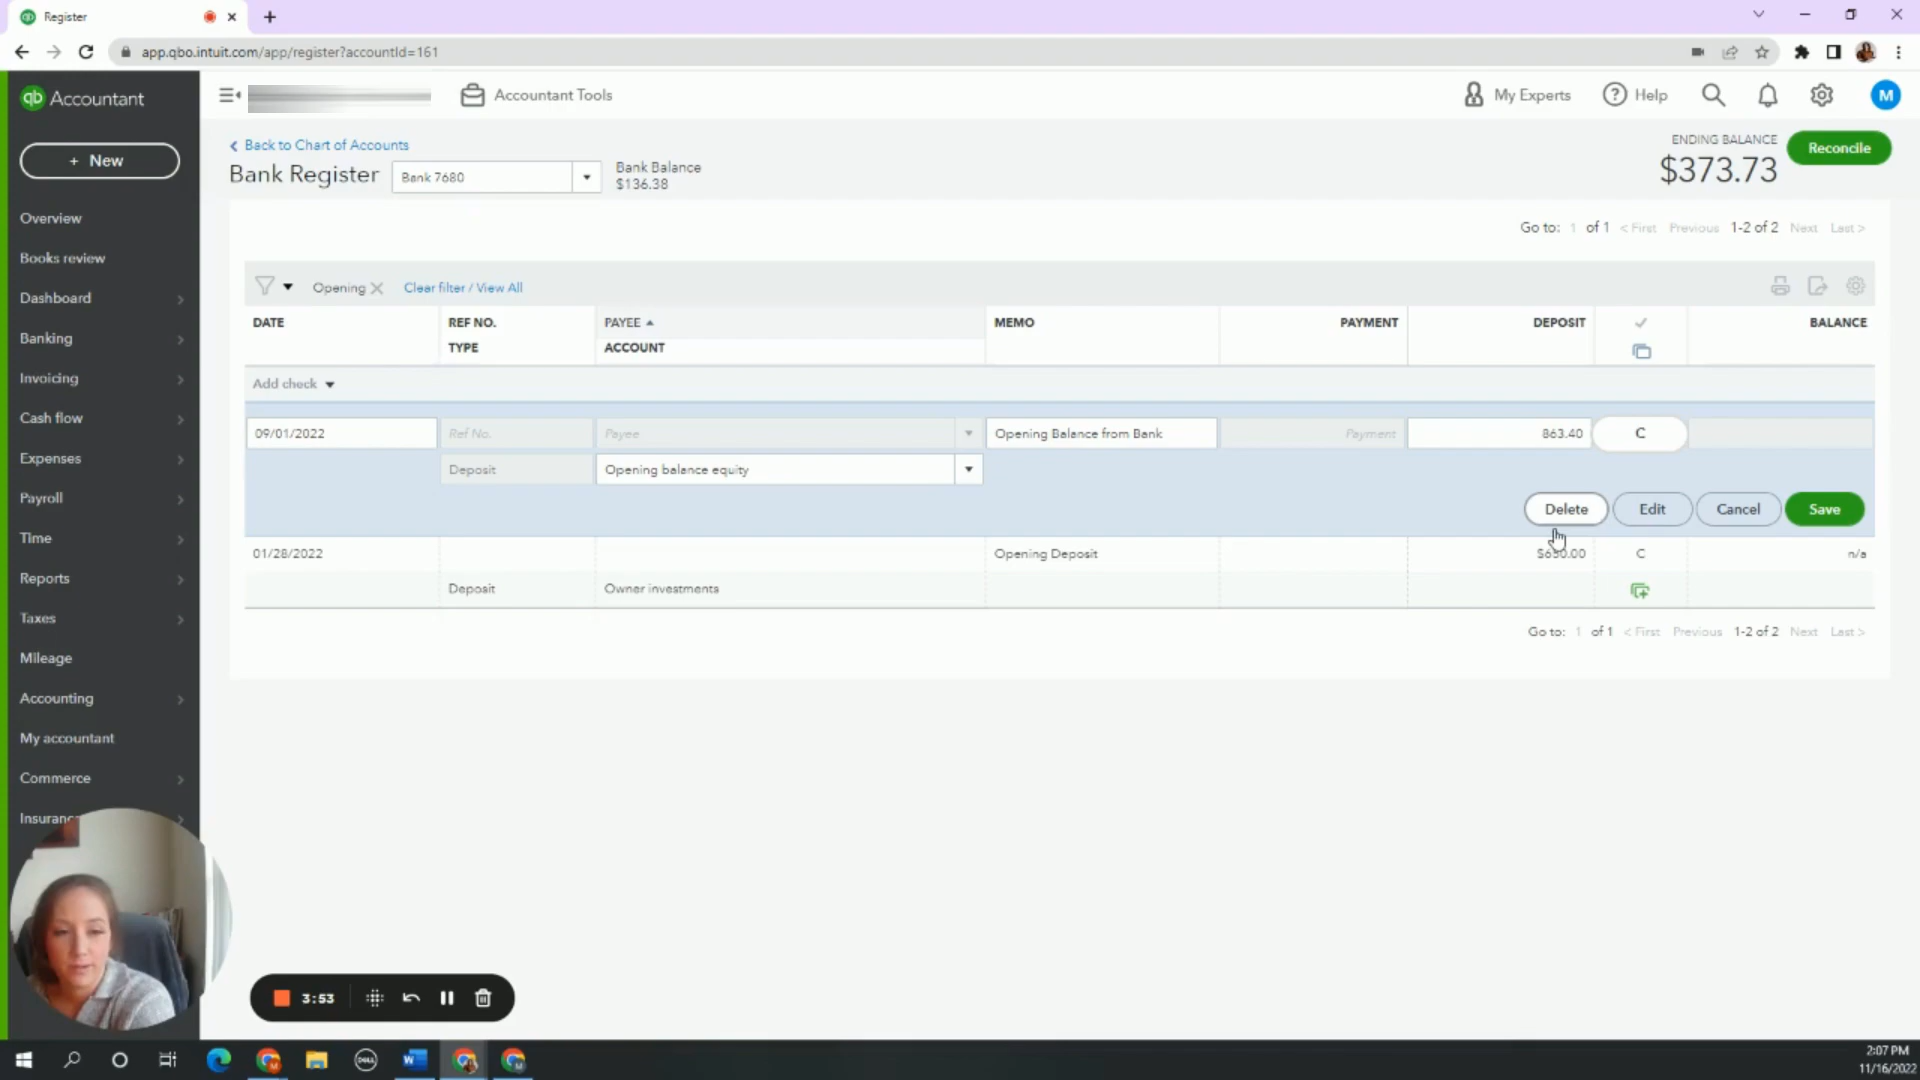 Register
app.qbo.intuit.com/app/register?accountId=161
qb Accountant
Accountant Tools
My Experts
Help
M
+ New
Overview
Books review
Dashboard
Banking
Invoicing
Cash flow
Expenses
Payroll
Time
Reports
Taxes
Mileage
Accounting
My accountant
Commerce
Insuranc
Back to Chart of Accounts
Bank Register
Bank 7680
Bank Balance
$136.38
ENDING BALANCE
$373.73
Reconcile
Go to: 1 of 1 < First Previous 1-2 of 2 Next Last >
Opening
Clear filter / View All
DATE REF NO. PAYEE MEMO PAYMENT DEPOSIT BALANCE
TYPE ACCOUNT
Add check
09/01/2022 Ref No. Payee Opening Balance from Bank Payment 863.40 C
Deposit Opening balance equity
Delete Edit Cancel Save
01/28/2022 Opening Deposit C n/a
Deposit Owner investments
Go to: 1 of 1 < First Previous 1-2 of 2 Next Last >
3:53
DELL
W
2:07 PM
11/16/2022